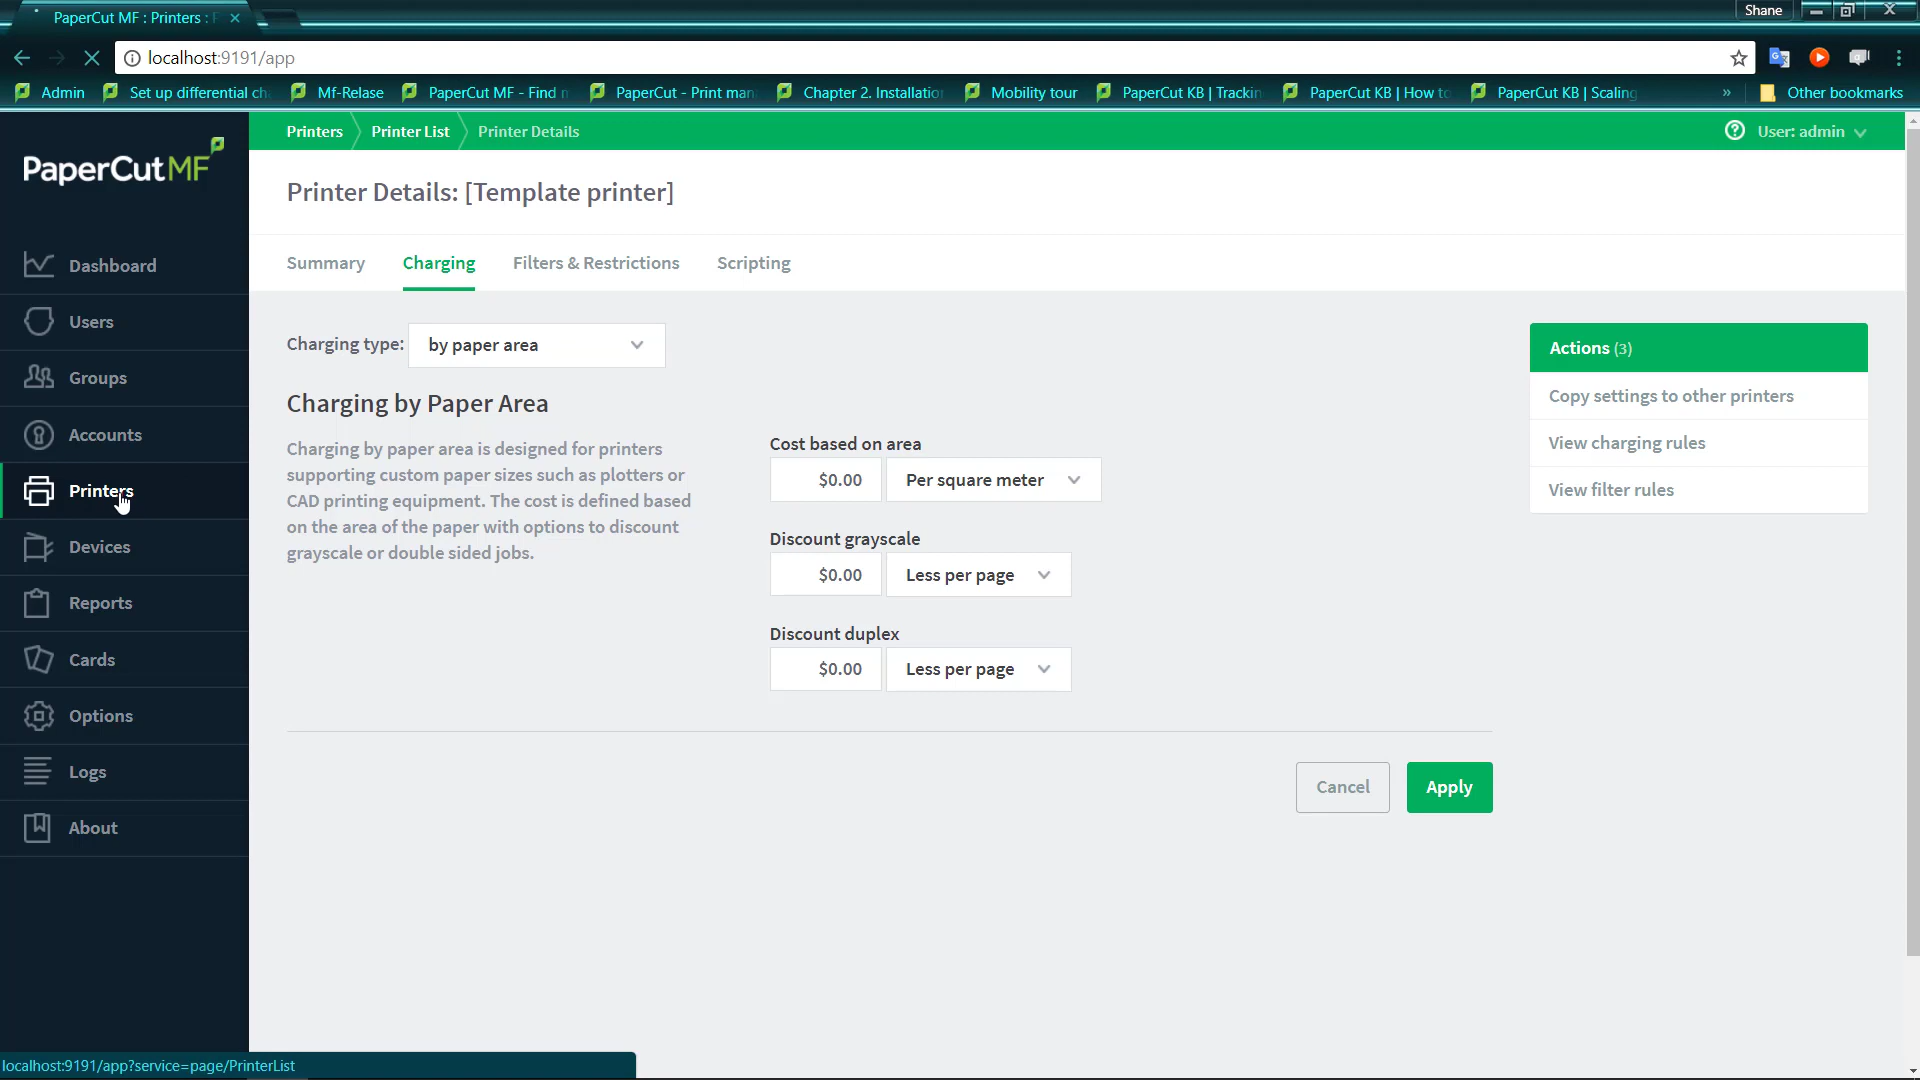 PaperCut MF : Printers :
Shane
localhost:9191/app
Admin
Set up differential ch
Mf-Relase
PaperCut MF - Find
PaperCut - Print man
Chapter 2. Installation
Mobility tour
PaperCut KB | Trackin
PaperCut KB | How to
PaperCut KB | Scaling
»
Other bookmarks
PaperCut MF
Printers
Printer List
Printer Details
User: admin
Printer Details: [Template printer]
Dashboard
Users
Groups
Accounts
Printers
Devices
Reports
Cards
Options
Logs
About
Summary
Charging
Filters & Restrictions
Scripting
Charging type:
by paper area
Charging by Paper Area
Charging by paper area is designed for printers
supporting custom paper sizes such as plotters or
CAD printing equipment. The cost is defined based
on the area of the paper with options to discount
grayscale or double sided jobs.
Cost based on area
$0.00
Per square meter
Discount grayscale
$0.00
Less per page
Discount duplex
$0.00
Less per page
Cancel
Apply
Actions (3)
Copy settings to other printers
View charging rules
View filter rules
localhost:9191/app?service=page/PrinterList